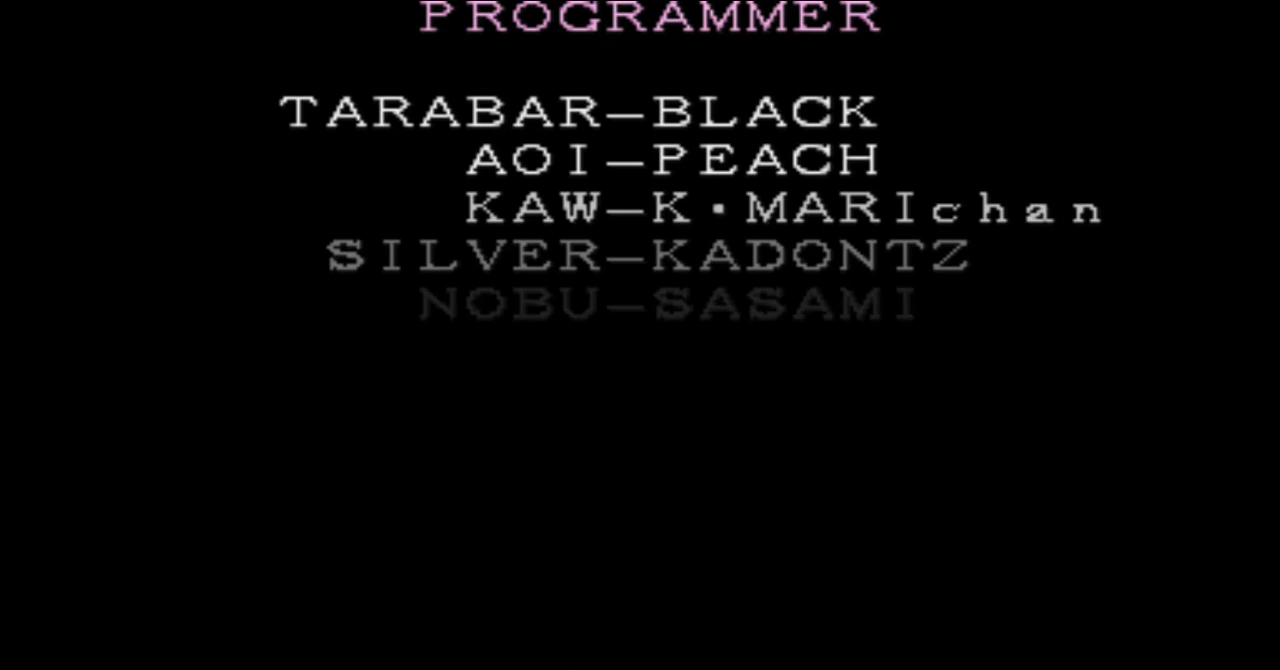 PROGRAMMER
TARABAR—BLACK
AOI—PEACH
KAW—K·MARIchan
SILVER—KADONTZ
NOBU—SASAMI